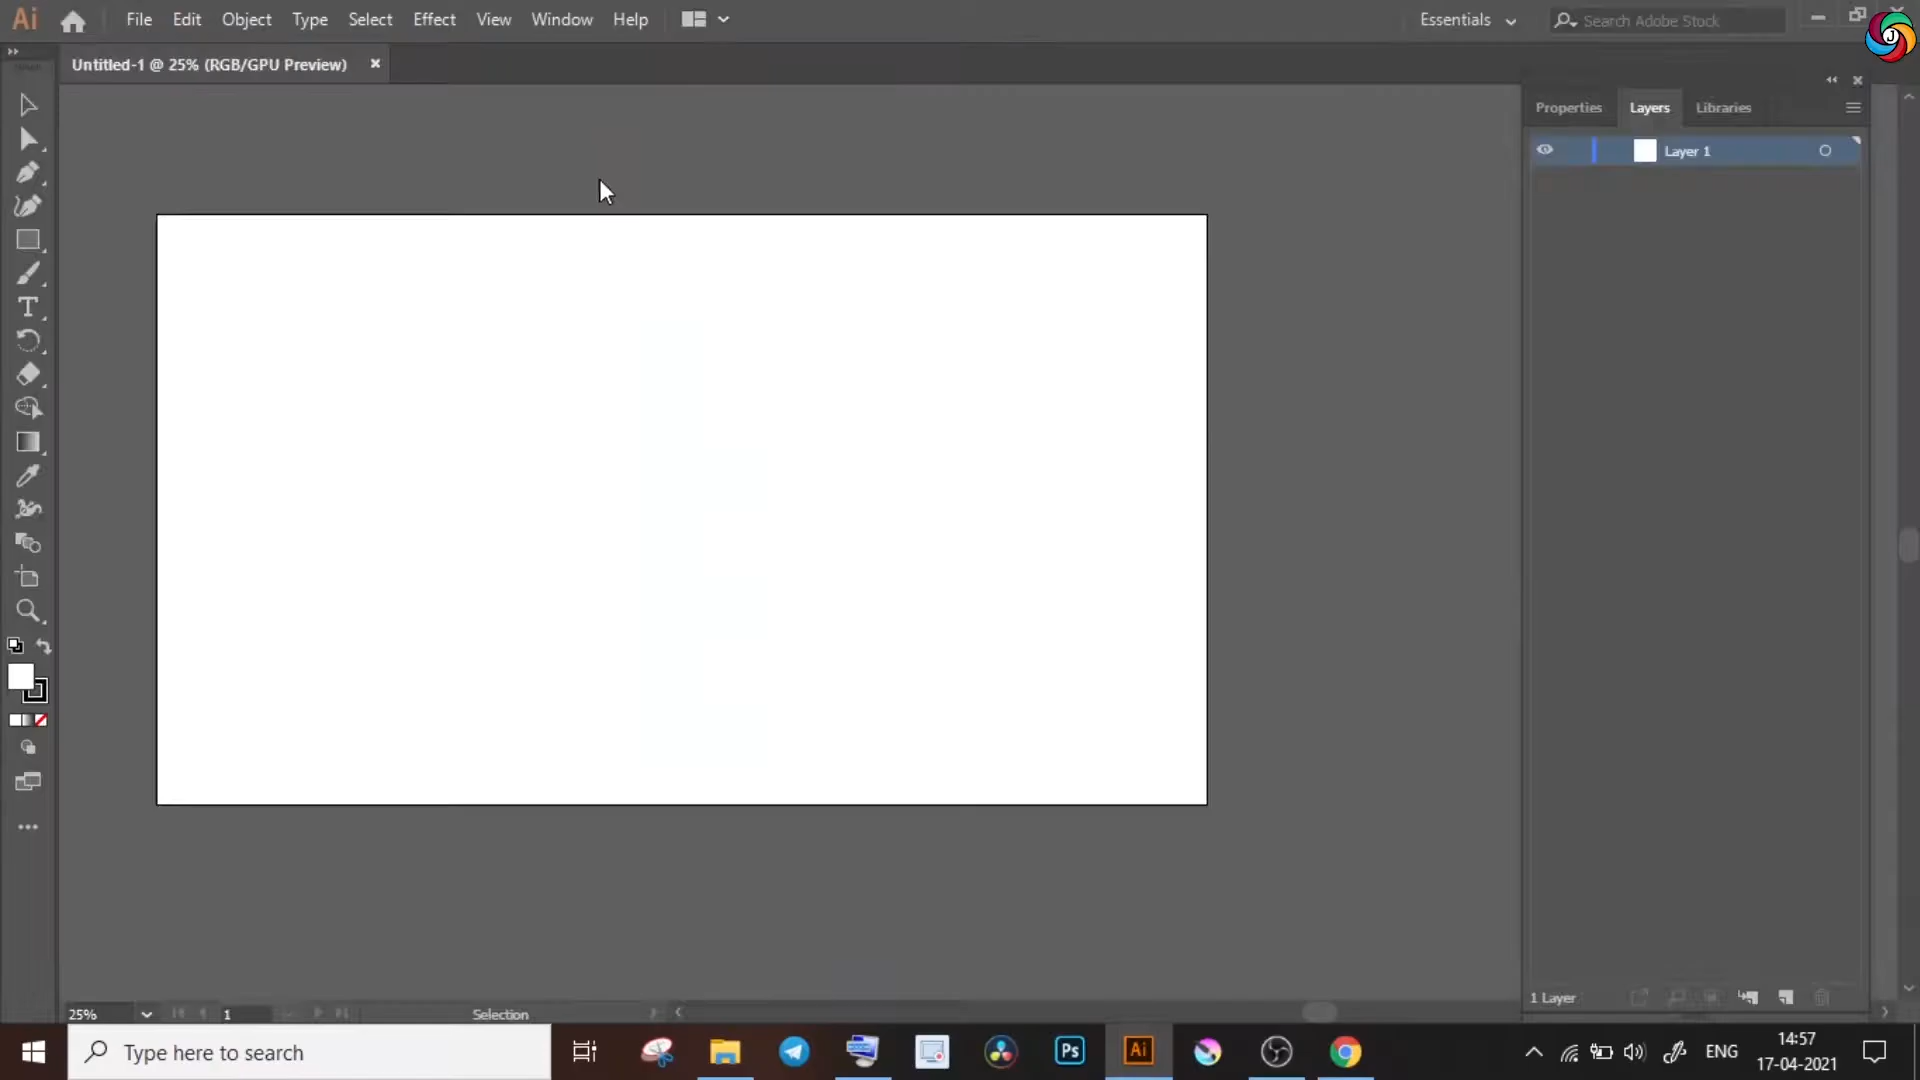 Ai File Edit Object Type Select Effect View Window Help Essentials Search Adobe Stock
J
Untitled-1 @ 25% (RGB/GPU Preview)
Properties Layers Libraries
Layer 1
T
1 Layer
25% 1 Selection
Type here to search Ps Ai ENG 14:57
17-04-2021